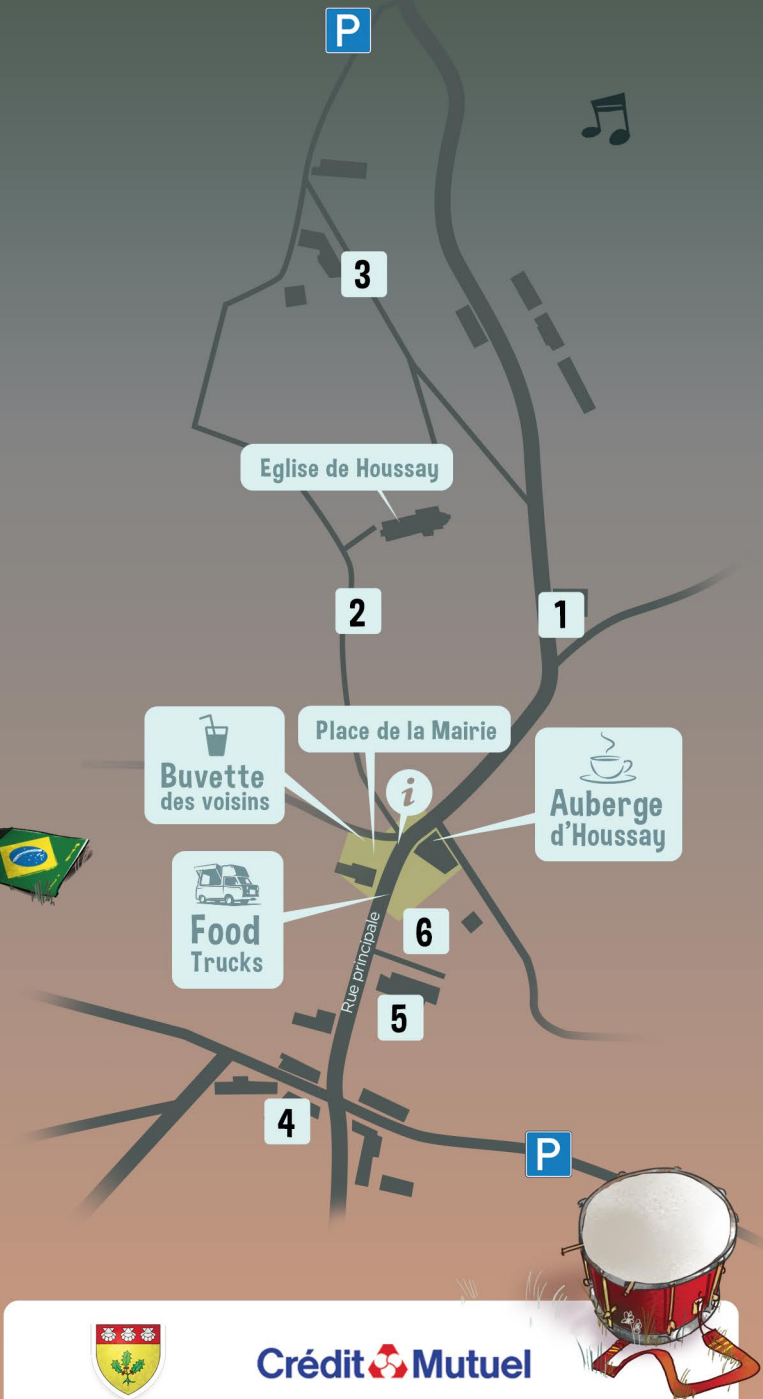 P
3
Eglise de Houssay
2
1
Place de la Mairie
Buvette
des voisins
i
Auberge
d'Houssay
Food
Trucks
Rue principale
6
5
4
P
Crédit Mutuel